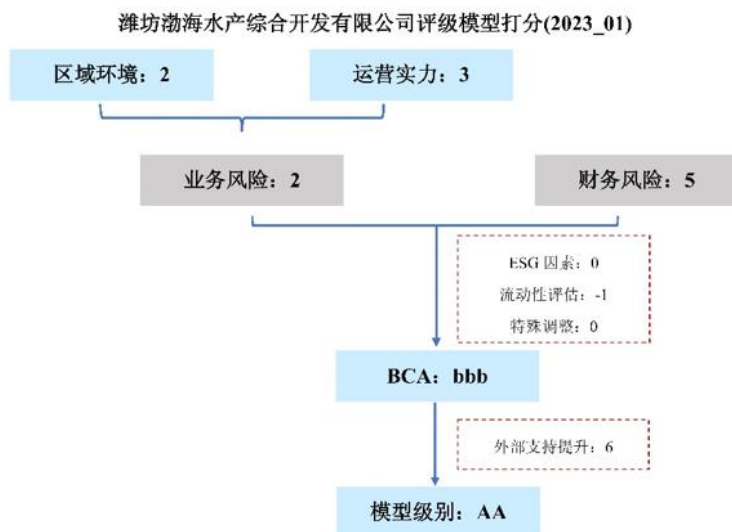 潍坊渤海水产综合开发有限公司评级模型打分(2023_01)
区域环境：2
运营实力：3
业务风险：2
财务风险：5
ESG 因素：0
流动性评估：-1
特殊调整：0
BCA：bbb
外部支持提升：6
模型级别：AA